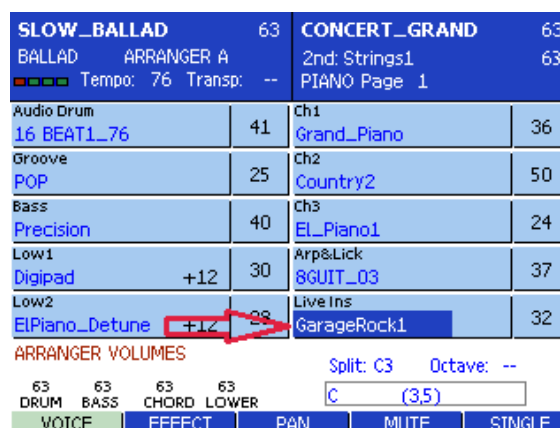 SLOW_BALLAD 63 CONCERT_GRAND 63
BALLAD ARRANGER A 2nd: Strings1 63
Tempo: 76 Transp: -- PIANO Page 1
Audio Drum
16 BEAT1_76 41
Ch1
Grand_Piano 36
Groove
POP 25
Ch2
Country2 50
Bass
Precision 40
Ch3
El_Piano1 24
Low1
Digipad +12 30
Arp&Lick
8GUIT_03 37
Low2
ElPiano_Detune +12 28
Live Ins
GarageRock1 32
ARRANGER VOLUMES
Split: C3 Octave: --
63 63 63 63
DRUM BASS CHORD LOWER
C (3,5)
VOICE EFFECT PAN MUTE SINGLE